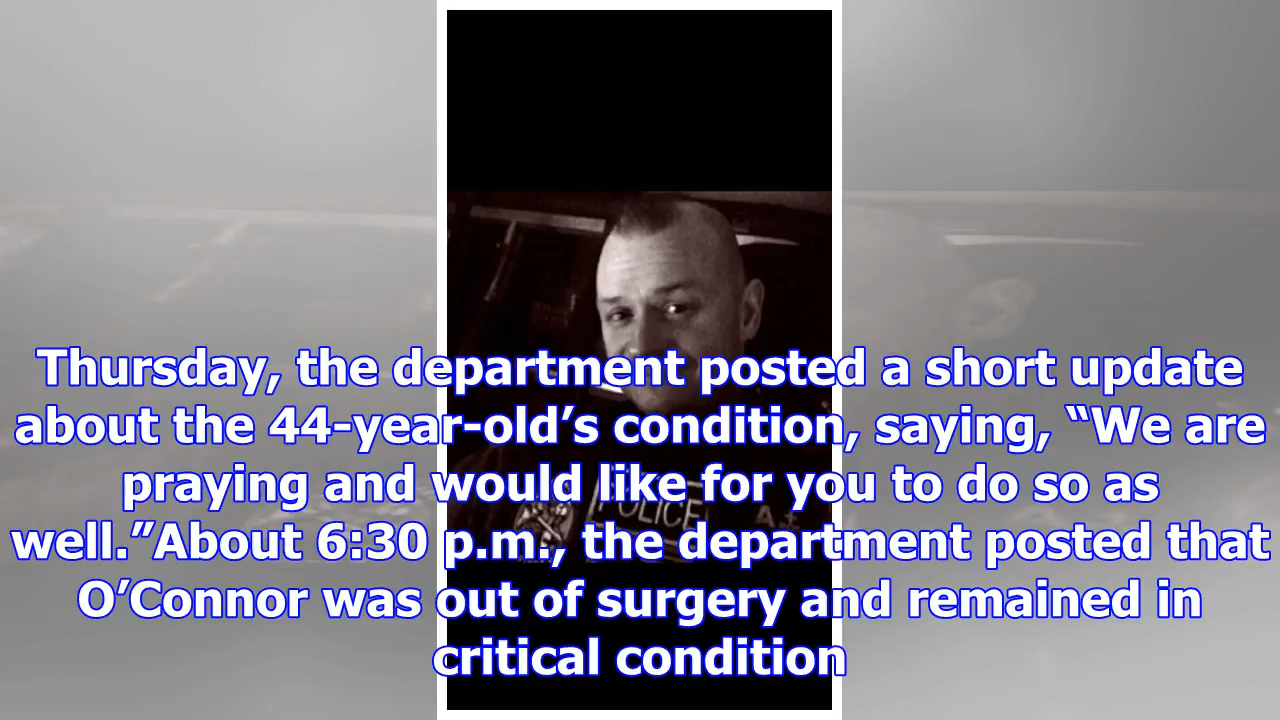 Thursday, the department posted a short update
about the 44-year-old’s condition, saying, “We are
praying and would like for you to do so as
well.”About 6:30 p.m., the department posted that
O’Connor was out of surgery and remained in
critical condition
POLICE